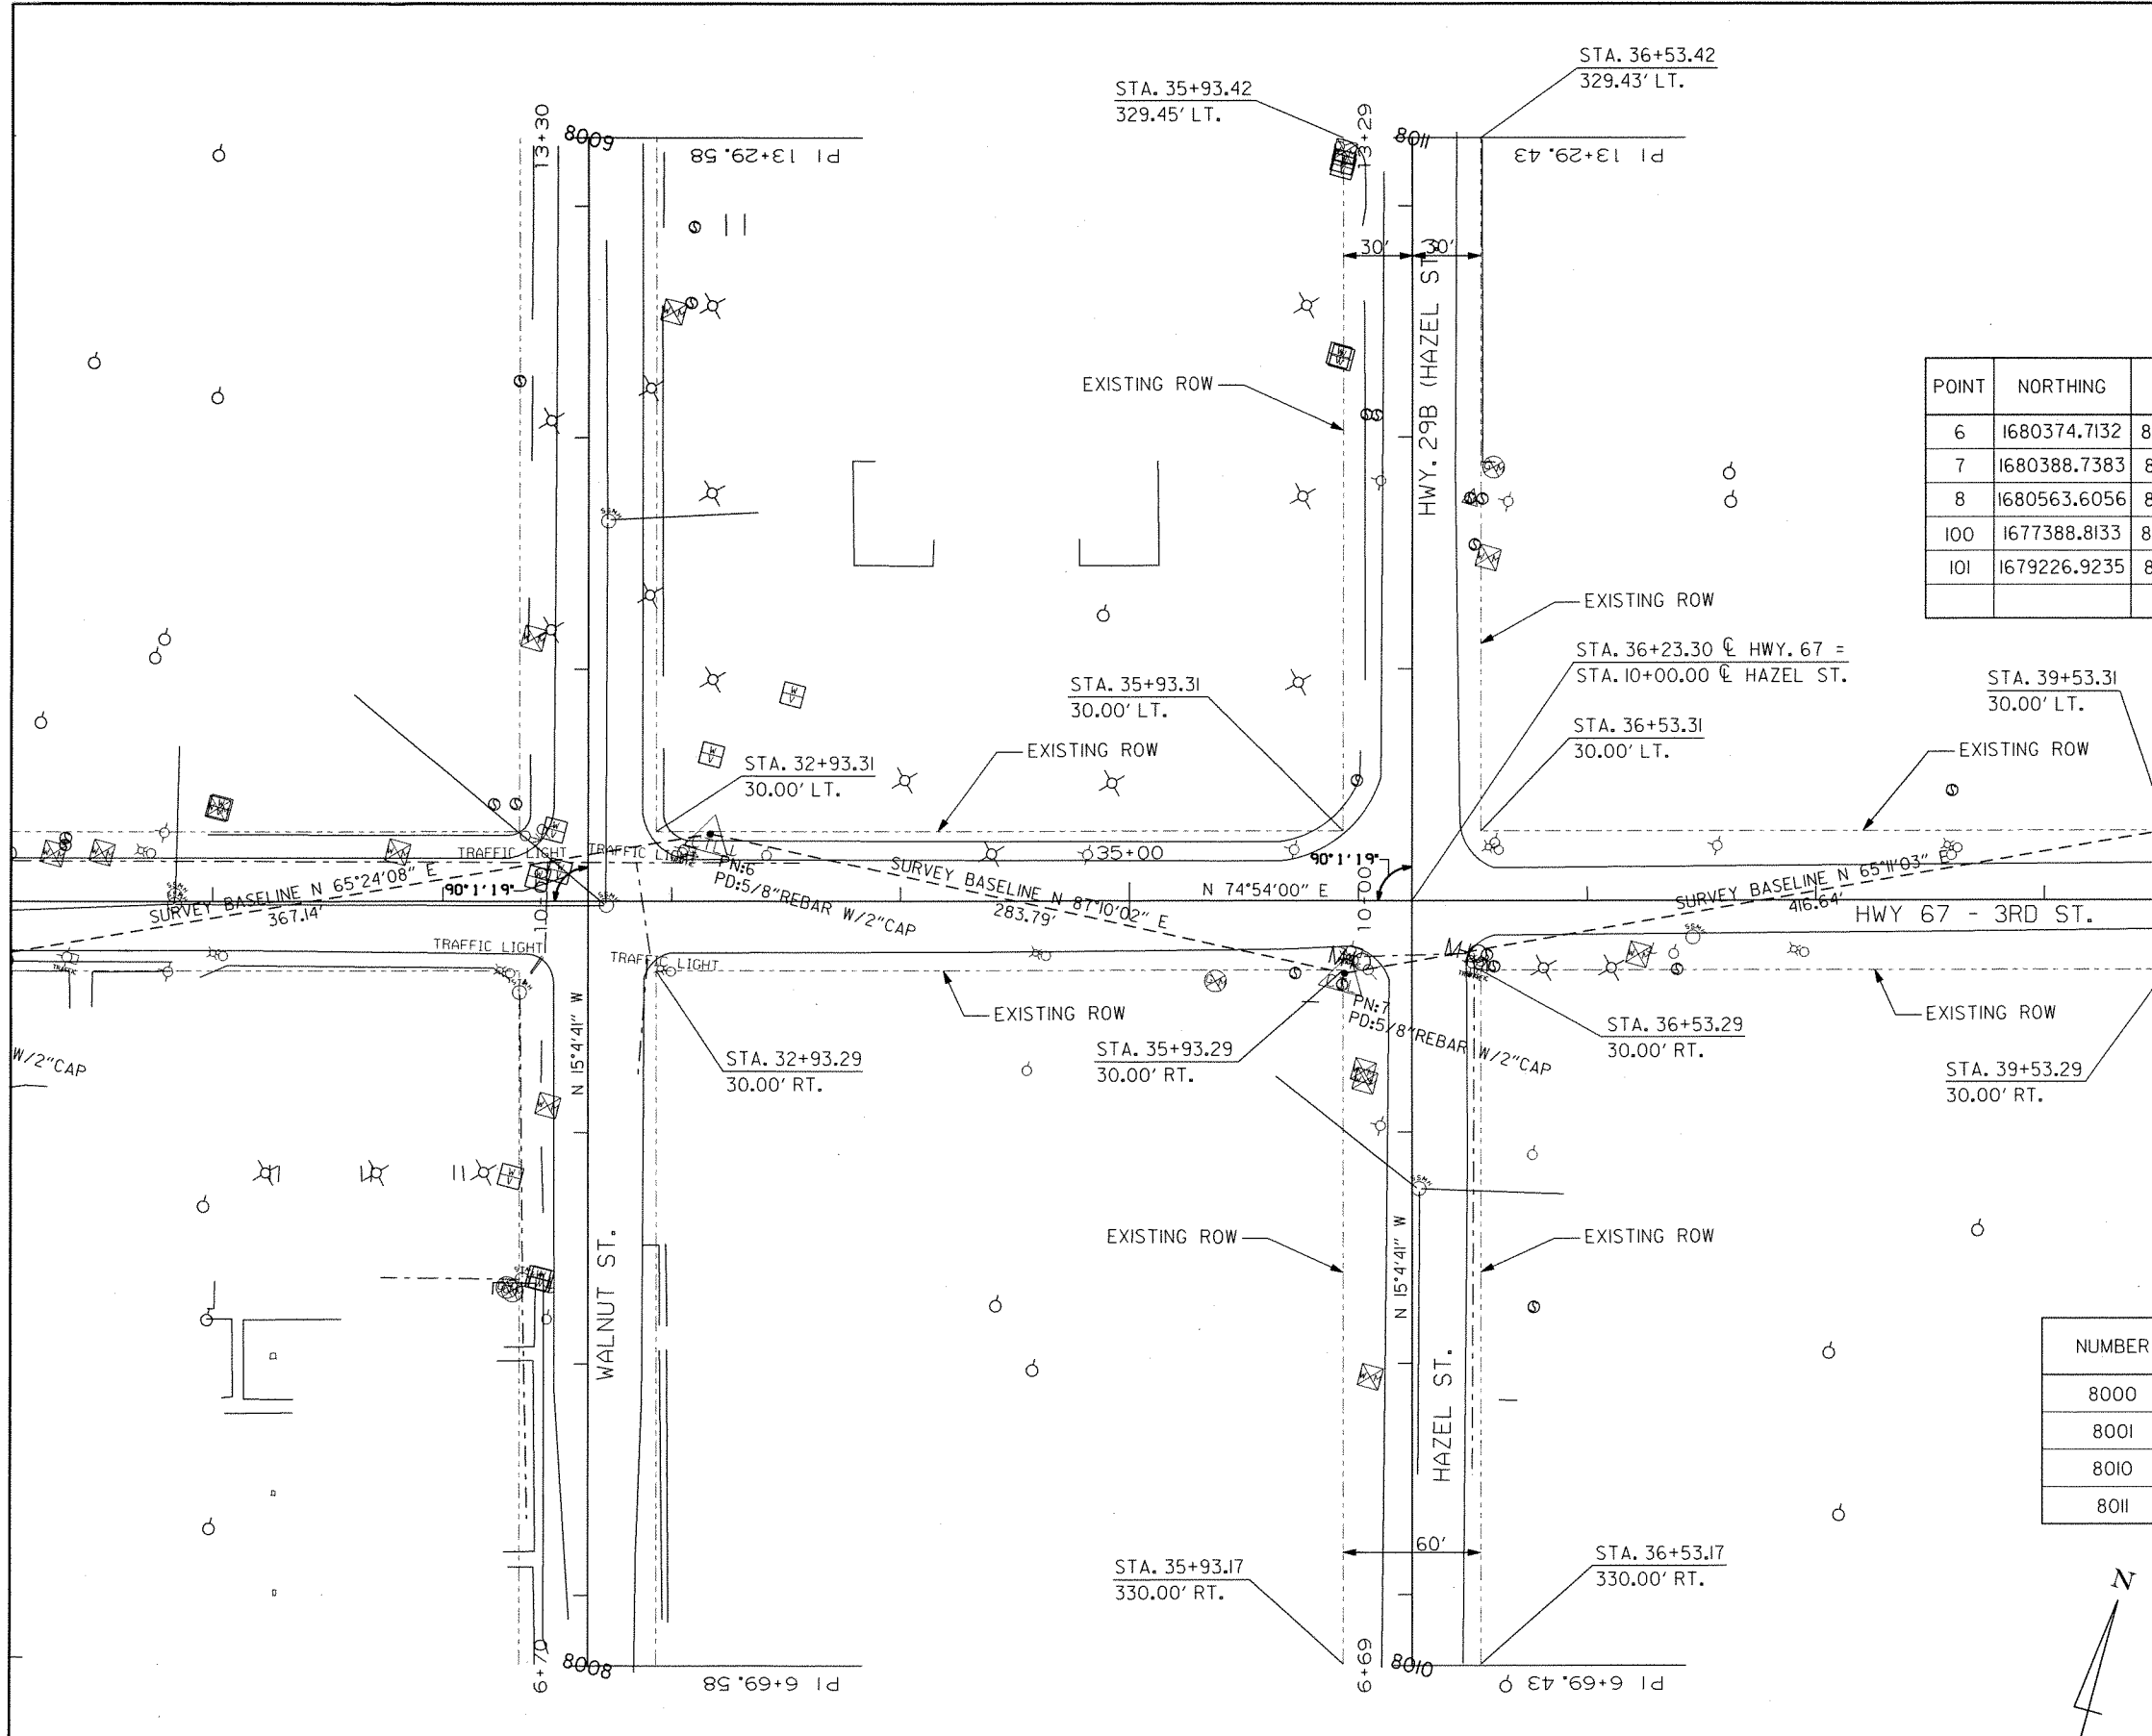 STA. 36+53.42
329.43' LT.
STA. 35+93.42
329.45' LT.
13+30
8009
PI 13+29.58
13+29
8011
PI 13+29.43
30'
30'
HWY. 29B (HAZEL ST.)
EXISTING ROW
POINT NORTHING
6 1680374.7132 8
7 1680388.7383 8
8 1680563.6056 8
100 1677388.8133 8
101 1679226.9235 8
EXISTING ROW
STA. 36+23.30 ℄ HWY. 67 =
STA. 10+00.00 ℄ HAZEL ST.
STA. 35+93.31
30.00' LT.
STA. 39+53.31
30.00' LT.
STA. 36+53.31
30.00' LT.
EXISTING ROW
EXISTING ROW
STA. 32+93.31
30.00' LT.
TRAFFIC LIGHT
TRAFFIC LIGHT
35+00
PN:6
PD:5/8"REBAR W/2"CAP
SURVEY BASELINE N 65°24'08" E
367.14'
90°1'19"
SURVEY BASELINE N 87°10'02" E
283.79'
N 74°54'00" E
90°1'19"
10+00
SURVEY BASELINE N 65°11'03" E
416.64'
HWY 67 - 3RD ST.
TRAFFIC LIGHT
TRAFFIC LIGHT
EXISTING ROW
PN:7
PD:5/8"REBAR W/2"CAP
EXISTING ROW
W/2"CAP
N 15°4'41" W
STA. 32+93.29
30.00' RT.
STA. 35+93.29
30.00' RT.
STA. 36+53.29
30.00' RT.
STA. 39+53.29
30.00' RT.
WALNUT ST.
EXISTING ROW
N 15°4'41" W
EXISTING ROW
HAZEL ST.
NUMBER
8000
8001
8010
8011
60'
STA. 35+93.17
330.00' RT.
STA. 36+53.17
330.00' RT.
N
6+70
8008
PI 6+69.58
6+69
8010
PI 6+69.43